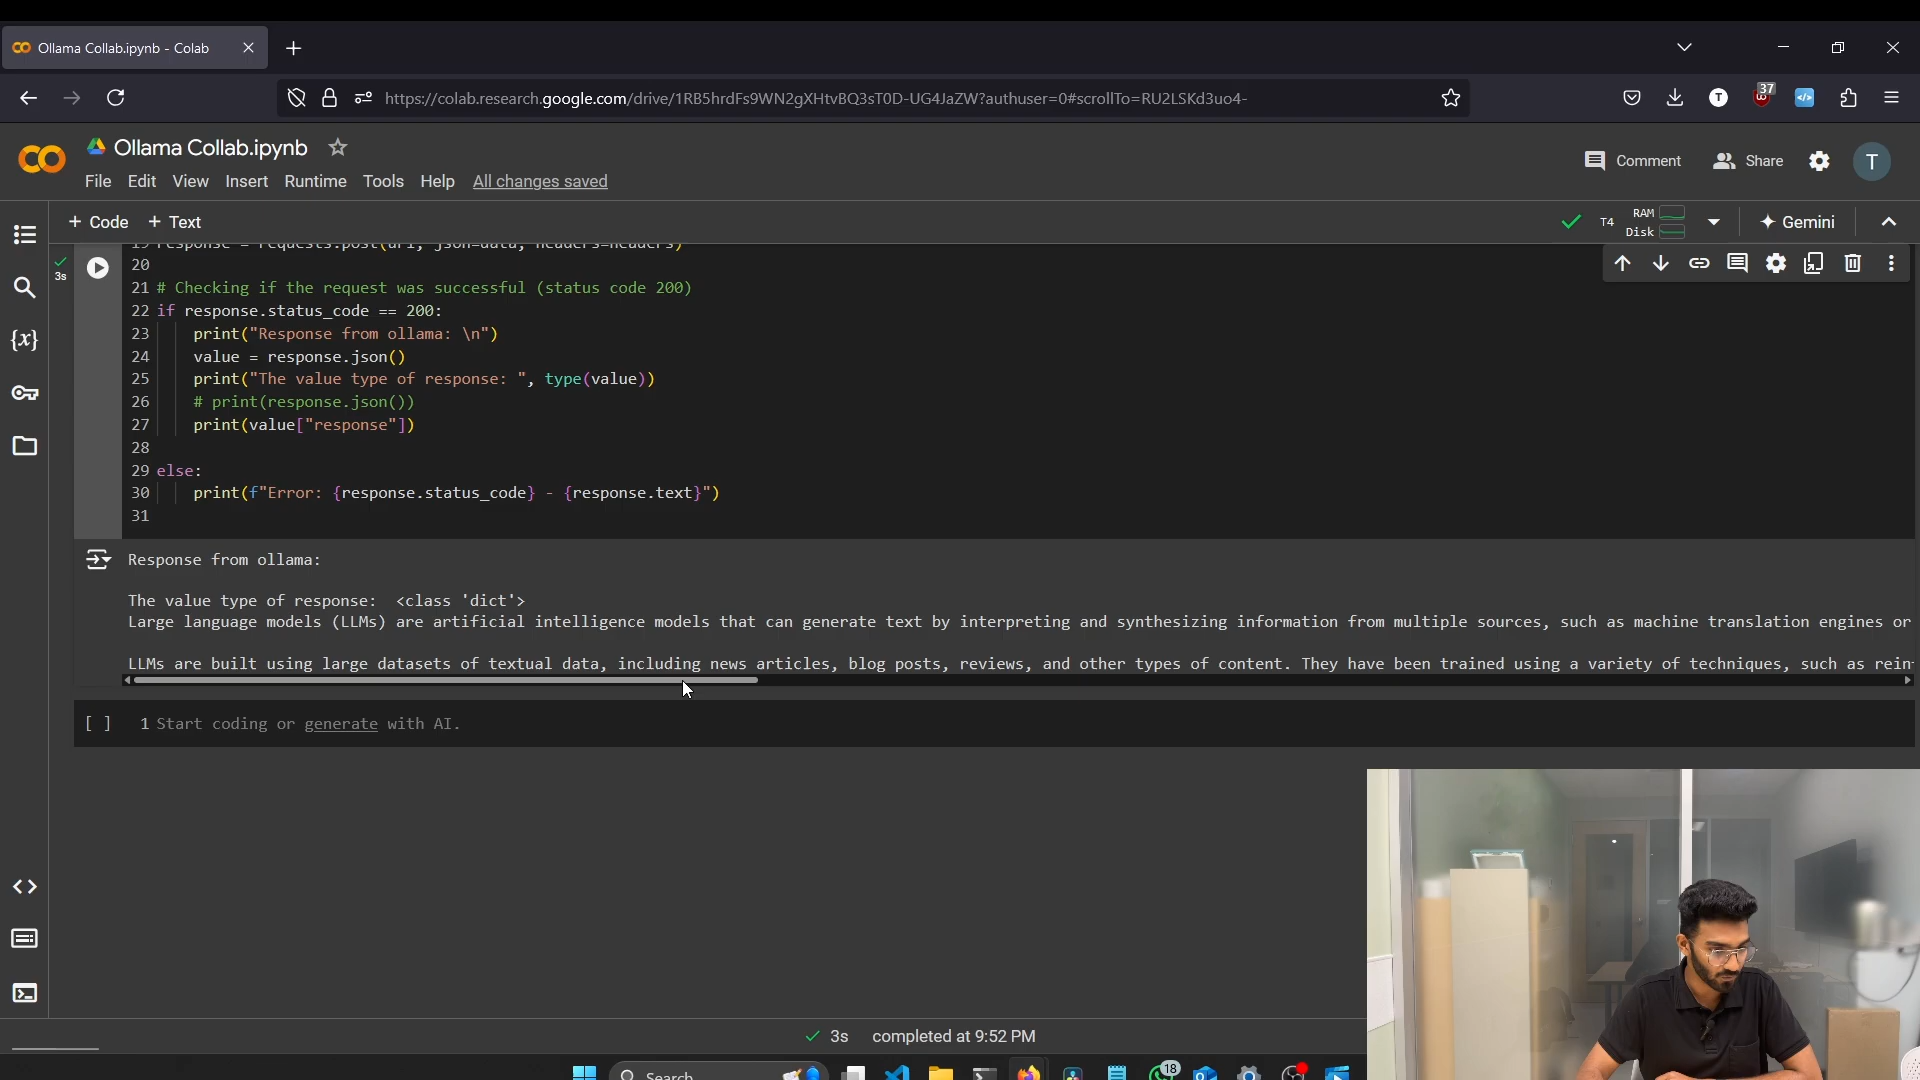 Ollama Collab.ipynb - Colab
37
https://colab.research.google.com/drive/1RB5hrdFs9WN2gXHtvBQ3sT0D-UG4JaZW?authuser=0#scrollTo=RU2LSKd3uo4-
T
Ollama Collab.ipynb
Comment
Share
T
File Edit View Insert Runtime Tools Help All changes saved
+ Code + Text
T4
RAM
Disk
Gemini
19 response = requests.post(url, json=data, headers=headers)
3s
20
21 # Checking if the request was successful (status code 200)
22 if response.status_code == 200:
23 print("Response from ollama: \n")
24 value = response.json()
25 print("The value type of response: ", type(value))
26 # print(response.json())
27 print(value["response"])
28
29 else:
30 print(f"Error: {response.status_code} - {response.text}")
31
Response from ollama:
The value type of response:  <class 'dict'>
Large language models (LLMs) are artificial intelligence models that can generate text by interpreting and synthesizing information from multiple sources, such as machine translation engines or
LLMs are built using large datasets of textual data, including news articles, blog posts, reviews, and other types of content. They have been trained using a variety of techniques, such as rein
[ ] 1 Start coding or generate with AI.
3s completed at 9:52 PM
Search
18